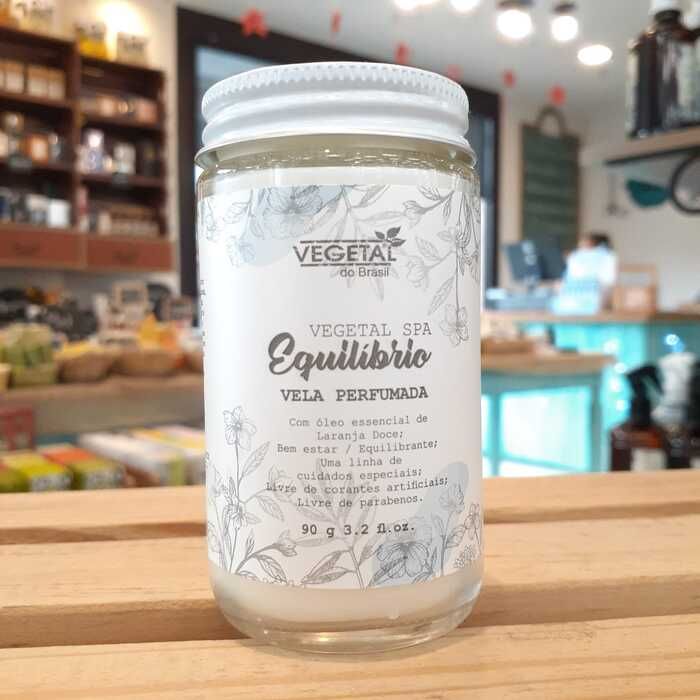 VEGETAL
do Brasil
VEGETAL SPA
Equilíbrio
VELA PERFUMADA
Com óleo essencial de
Laranja Doce;
Bem estar / Equilibrante;
Uma linha de
cuidados especiais;
Livre de corantes artificiais;
Livre de parabenos.
90 g 3.2 fl.oz.